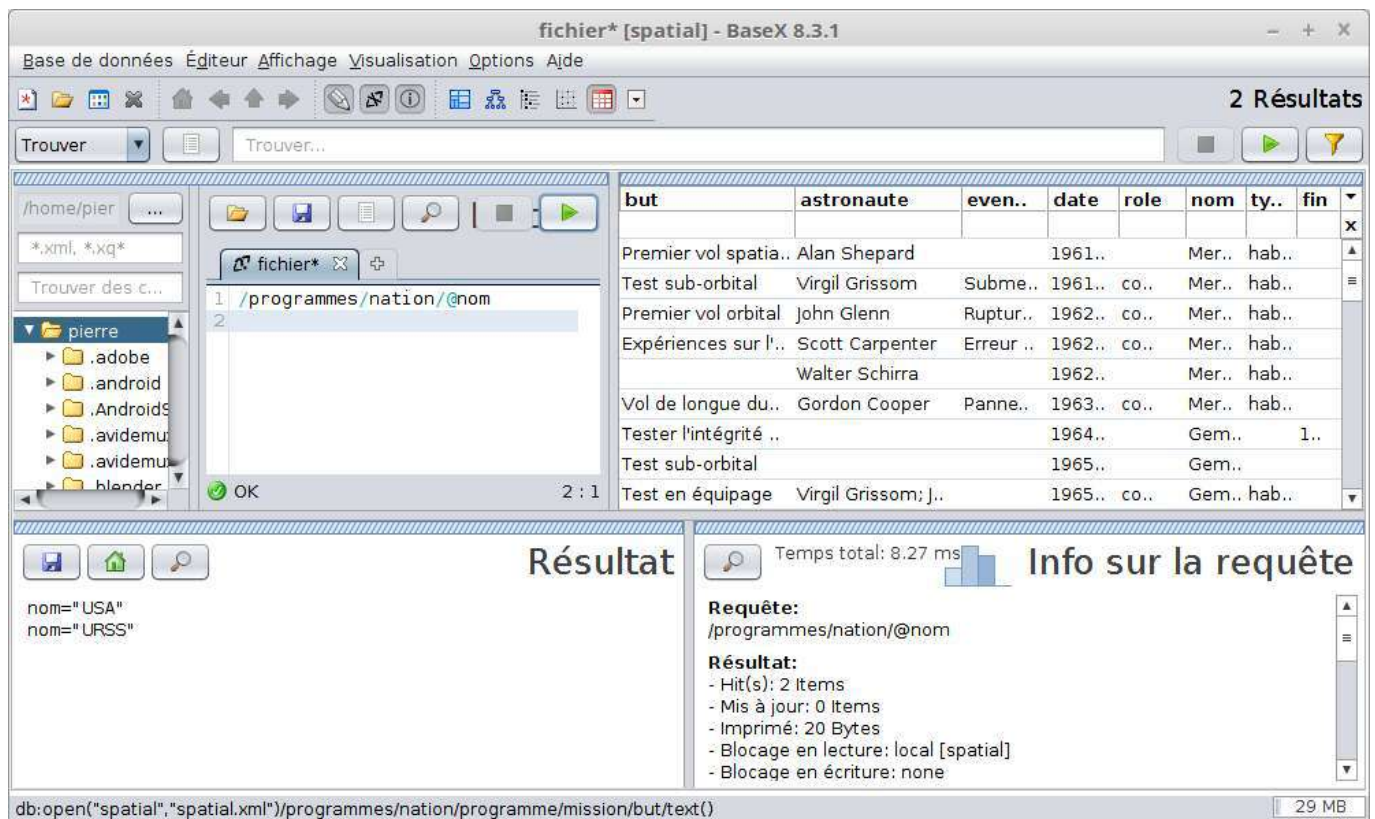 fichier* [spatial] - BaseX 8.3.1
Base de données Éditeur Affichage Visualisation Options Aide
2 Résultats
Trouver
Trouver...
/home/pier ...
*.xml, *.xq*
Trouver des c...
pierre
.adobe
.android
.AndroidS
.avidemu
.avidemu
.blender
fichier*
1 /programmes/nation/@nom
2
OK 2 : 1
but astronaute even.. date role nom ty.. fin
x
Premier vol spatia.. Alan Shepard 1961.. Mer.. hab..
Test sub-orbital Virgil Grissom Subme.. 1961.. co.. Mer.. hab..
Premier vol orbital John Glenn Ruptur.. 1962.. co.. Mer.. hab..
Expériences sur l'.. Scott Carpenter Erreur .. 1962.. co.. Mer.. hab..
Walter Schirra 1962.. Mer.. hab..
Vol de longue du.. Gordon Cooper Panne.. 1963.. co.. Mer.. hab..
Tester l'intégrité .. 1964.. Gem.. 1..
Test sub-orbital 1965.. Gem..
Test en équipage Virgil Grissom; J.. 1965.. co.. Gem.. hab..
Résultat
nom="USA"
nom="URSS"
Temps total: 8.27 ms
Info sur la requête
Requête:
/programmes/nation/@nom
Résultat:
- Hit(s): 2 Items
- Mis à jour: 0 Items
- Imprimé: 20 Bytes
- Blocage en lecture: local [spatial]
- Blocage en écriture: none
db:open("spatial","spatial.xml")/programmes/nation/programme/mission/but/text()
29 MB